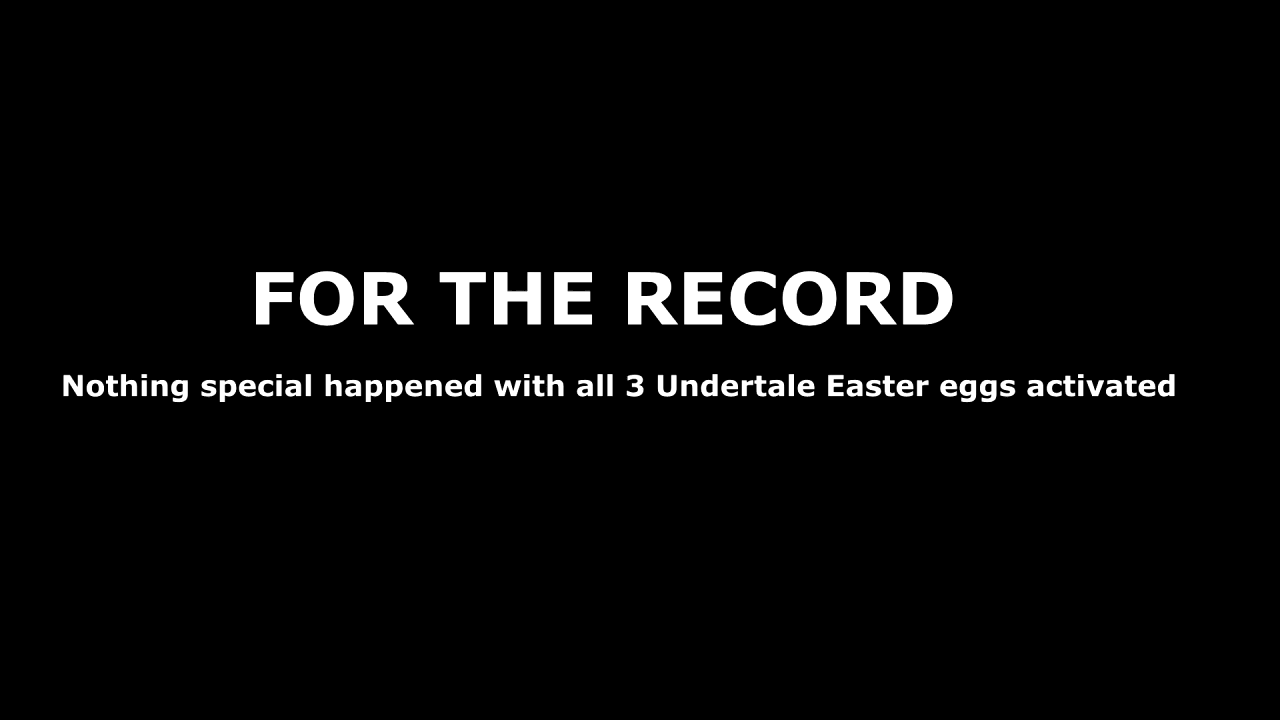 FOR THE RECORD
Nothing special happened with all 3 Undertale Easter eggs activated